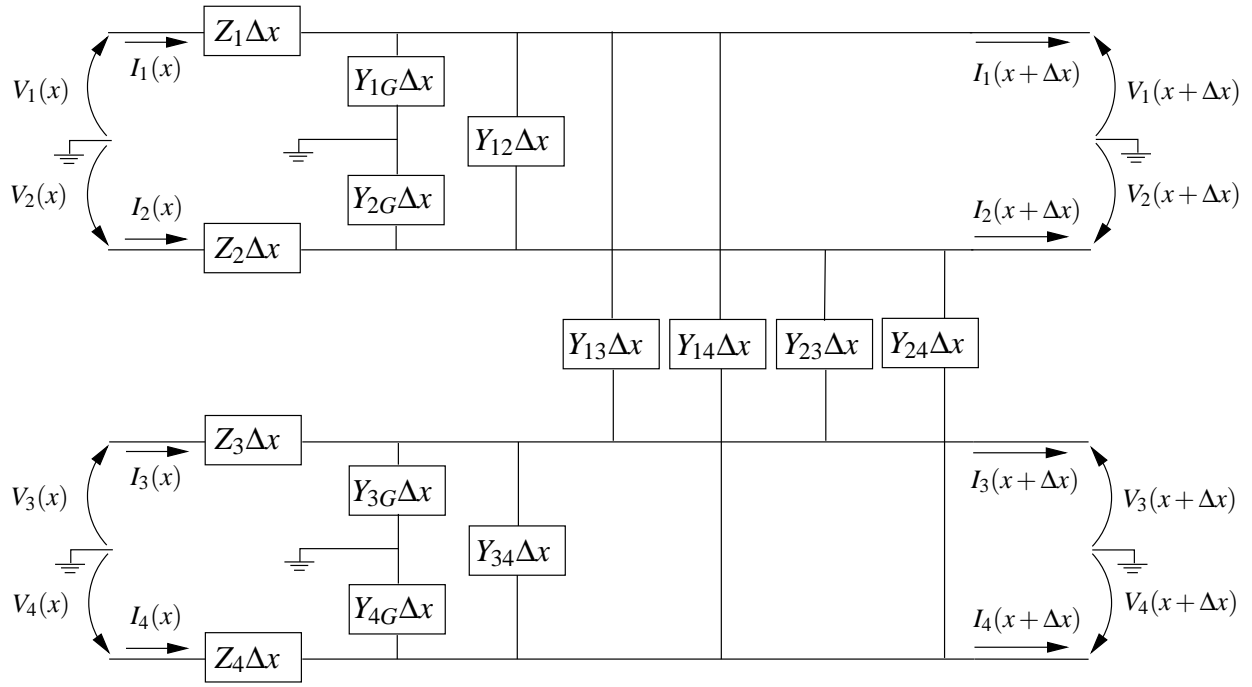 Z₁Δx
I₁(x)
I₁(x+Δx)
V₁(x)
Y₁GΔx
V₁(x+Δx)
Y₁₂Δx
V₂(x)
Y₂GΔx
V₂(x+Δx)
I₂(x)
I₂(x+Δx)
Z₂Δx
Y₁₃Δx
Y₁₄Δx
Y₂₃Δx
Y₂₄Δx
Z₃Δx
I₃(x)
I₃(x+Δx)
V₃(x)
Y₃GΔx
V₃(x+Δx)
Y₃₄Δx
V₄(x)
Y₄GΔx
V₄(x+Δx)
I₄(x)
I₄(x+Δx)
Z₄Δx